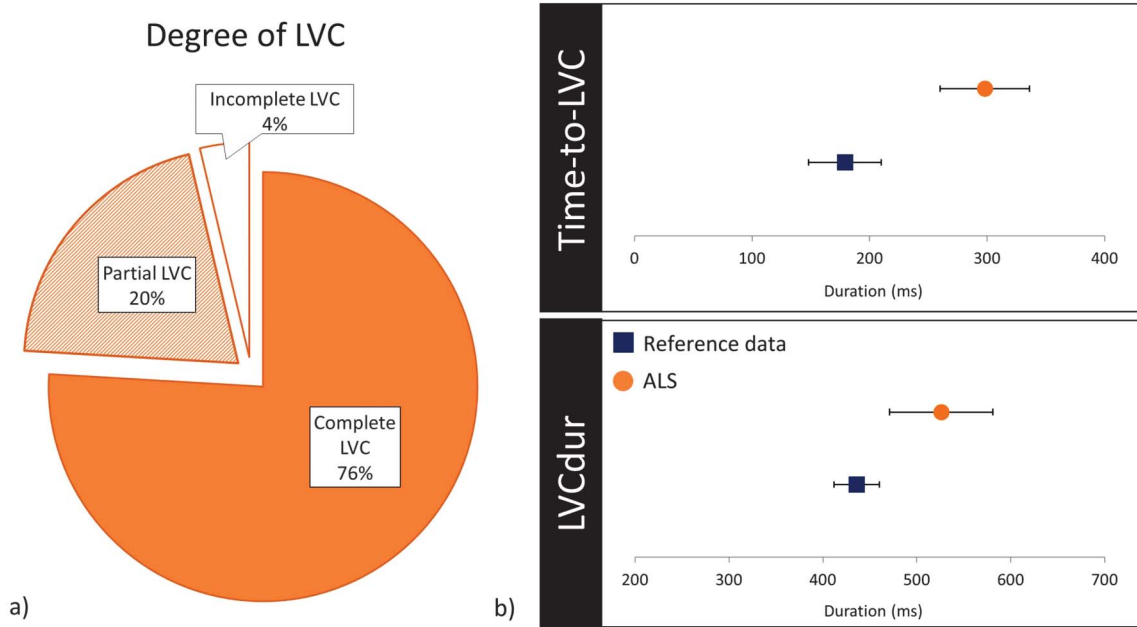 Degree of LVC
Incomplete LVC
4%
Partial LVC
20%
Complete
LVC
76%
a)
Time-to-LVC
0 100 200 300 400
Duration (ms)
LVCdur
Reference data
ALS
200 300 400 500 600 700
Duration (ms)
b)